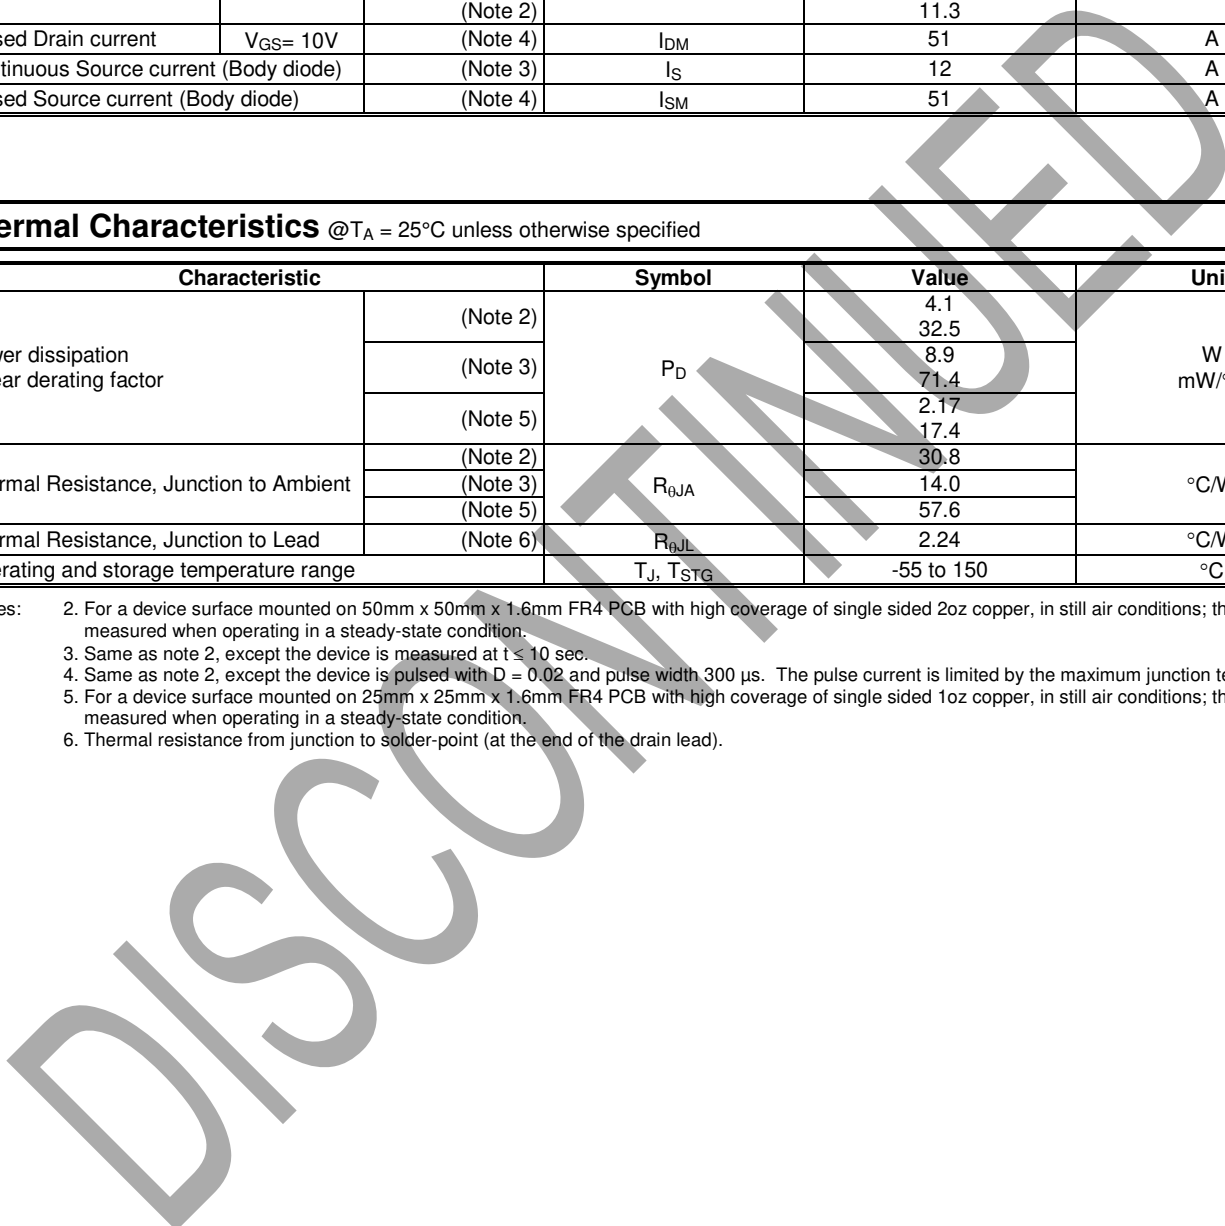 (Note 2) 11.3
sed Drain current VGS= 10V (Note 4) IDM 51 A
tinuous Source current (Body diode) (Note 3) IS 12 A
sed Source current (Body diode) (Note 4) ISM 51 A
ermal Characteristics @TA = 25°C unless otherwise specified
Characteristic Symbol Value Uni
(Note 2) 4.1
32.5
ver dissipation (Note 3) PD 8.9 W
ear derating factor 71.4 mW/°
(Note 5) 2.17
17.4
(Note 2) 30.8
rmal Resistance, Junction to Ambient (Note 3) RθJA 14.0 °C/W
(Note 5) 57.6
rmal Resistance, Junction to Lead (Note 6) RθJL 2.24 °C/W
erating and storage temperature range TJ, TSTG -55 to 150 °C
es: 2. For a device surface mounted on 50mm x 50mm x 1.6mm FR4 PCB with high coverage of single sided 2oz copper, in still air conditions; th
measured when operating in a steady-state condition.
3. Same as note 2, except the device is measured at t ≤ 10 sec.
4. Same as note 2, except the device is pulsed with D = 0.02 and pulse width 300 µs. The pulse current is limited by the maximum junction te
5. For a device surface mounted on 25mm x 25mm x 1.6mm FR4 PCB with high coverage of single sided 1oz copper, in still air conditions; th
measured when operating in a steady-state condition.
6. Thermal resistance from junction to solder-point (at the end of the drain lead).
DISCONTINUED